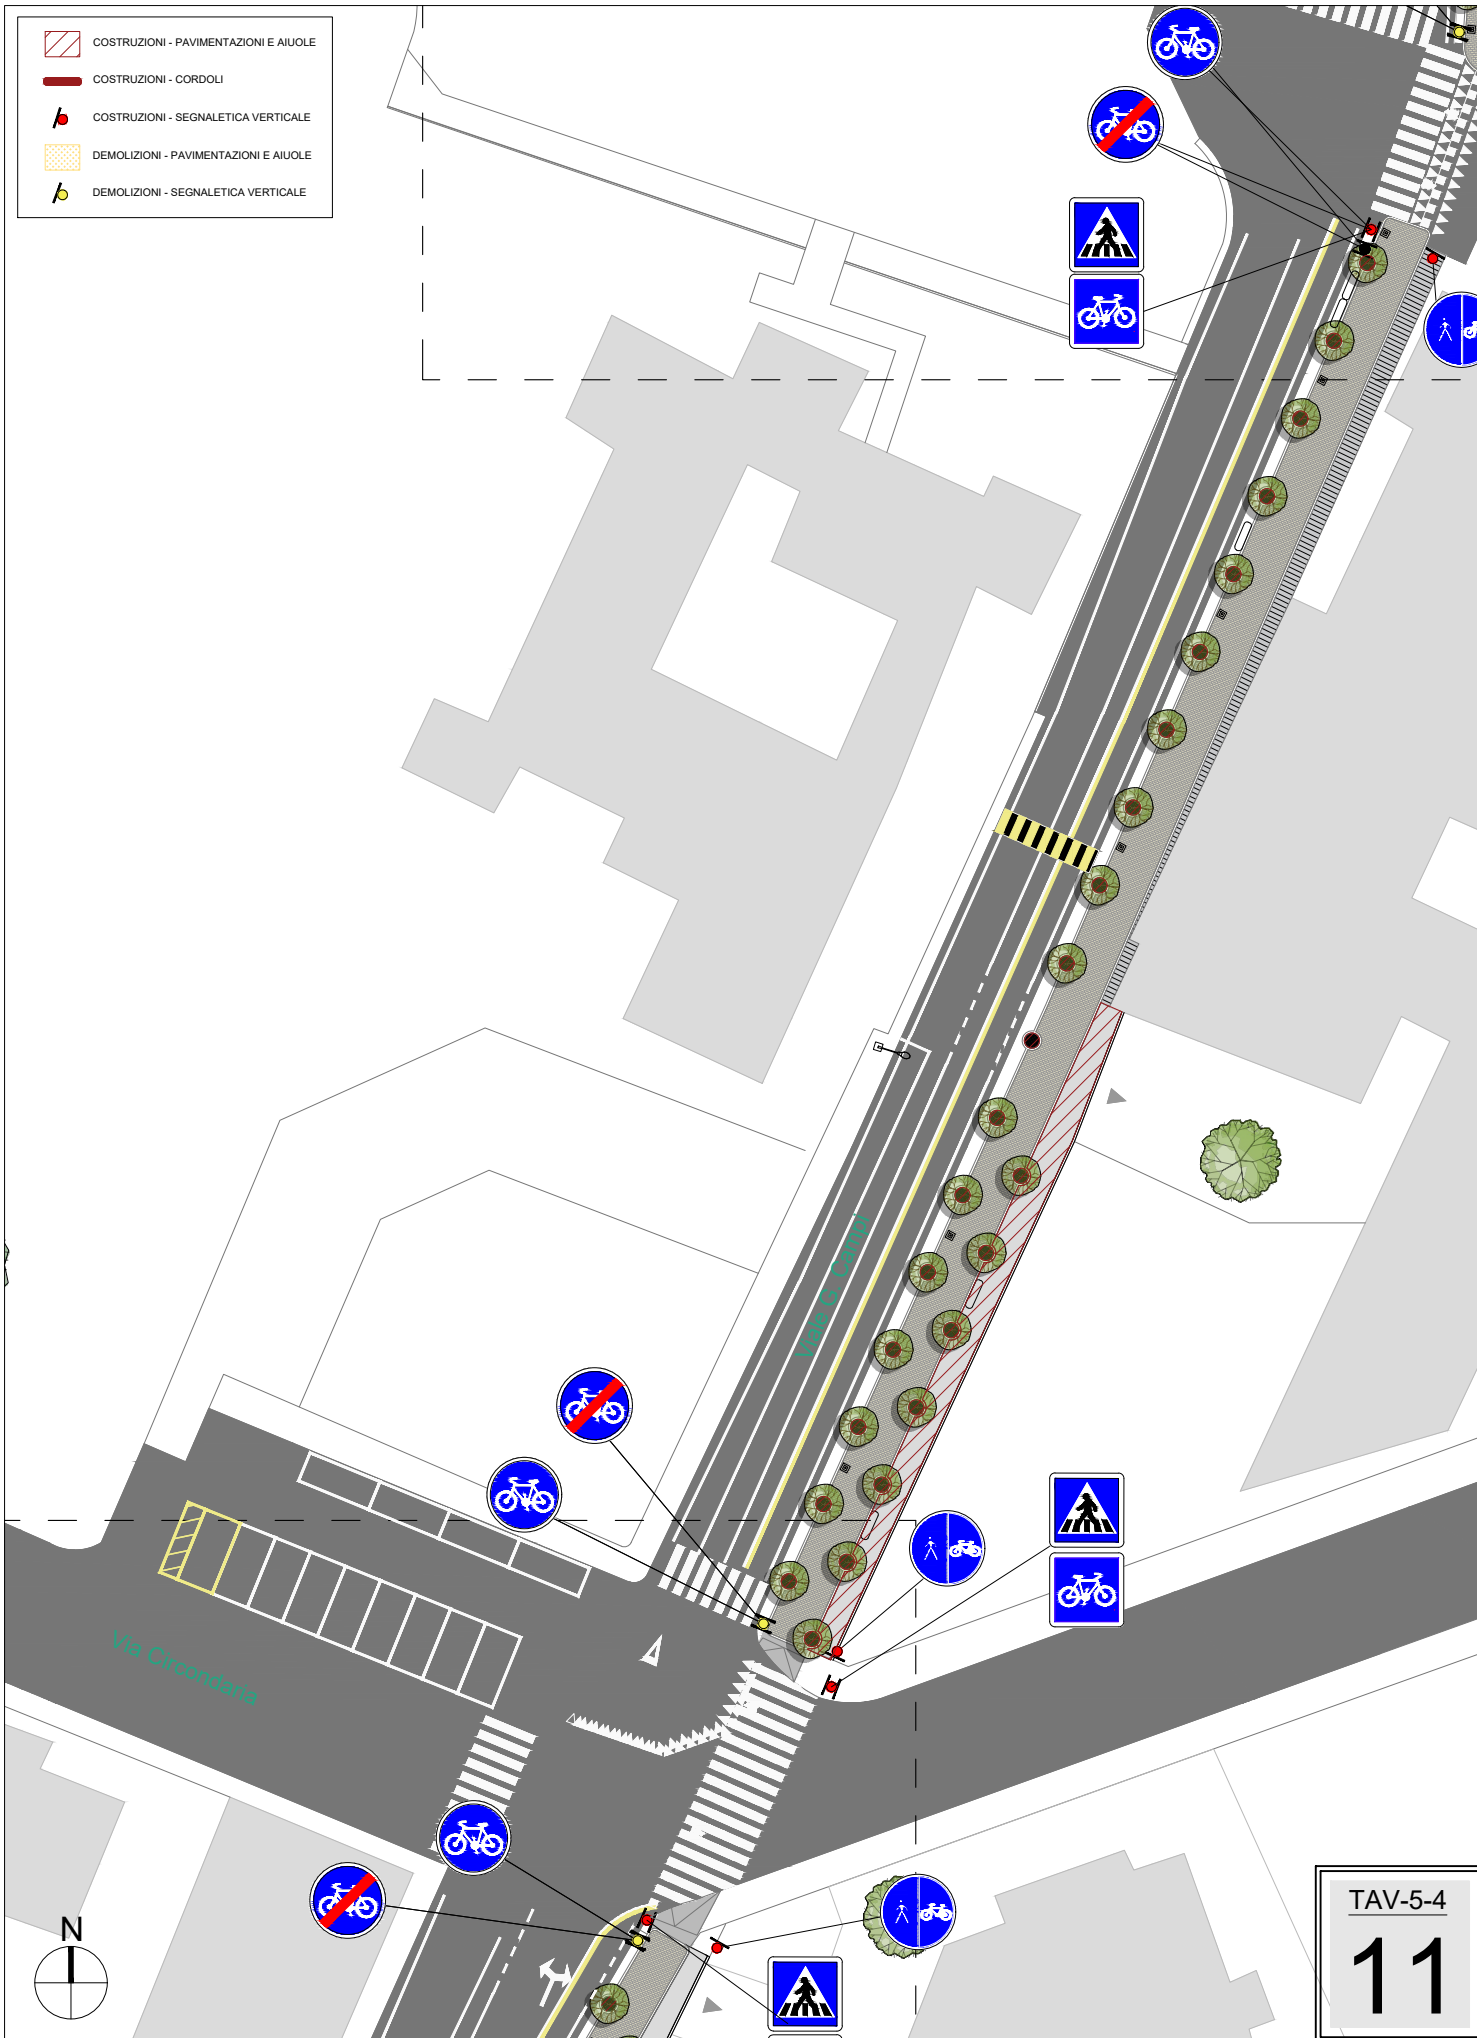 COSTRUZIONI - PAVIMENTAZIONI E AIUOLE
COSTRUZIONI - CORDOLI
COSTRUZIONI - SEGNALETICA VERTICALE
DEMOLIZIONI - PAVIMENTAZIONI E AIUOLE
DEMOLIZIONI - SEGNALETICA VERTICALE
Viale G. Campi
Via Circondaria
N
TAV-5-4
11